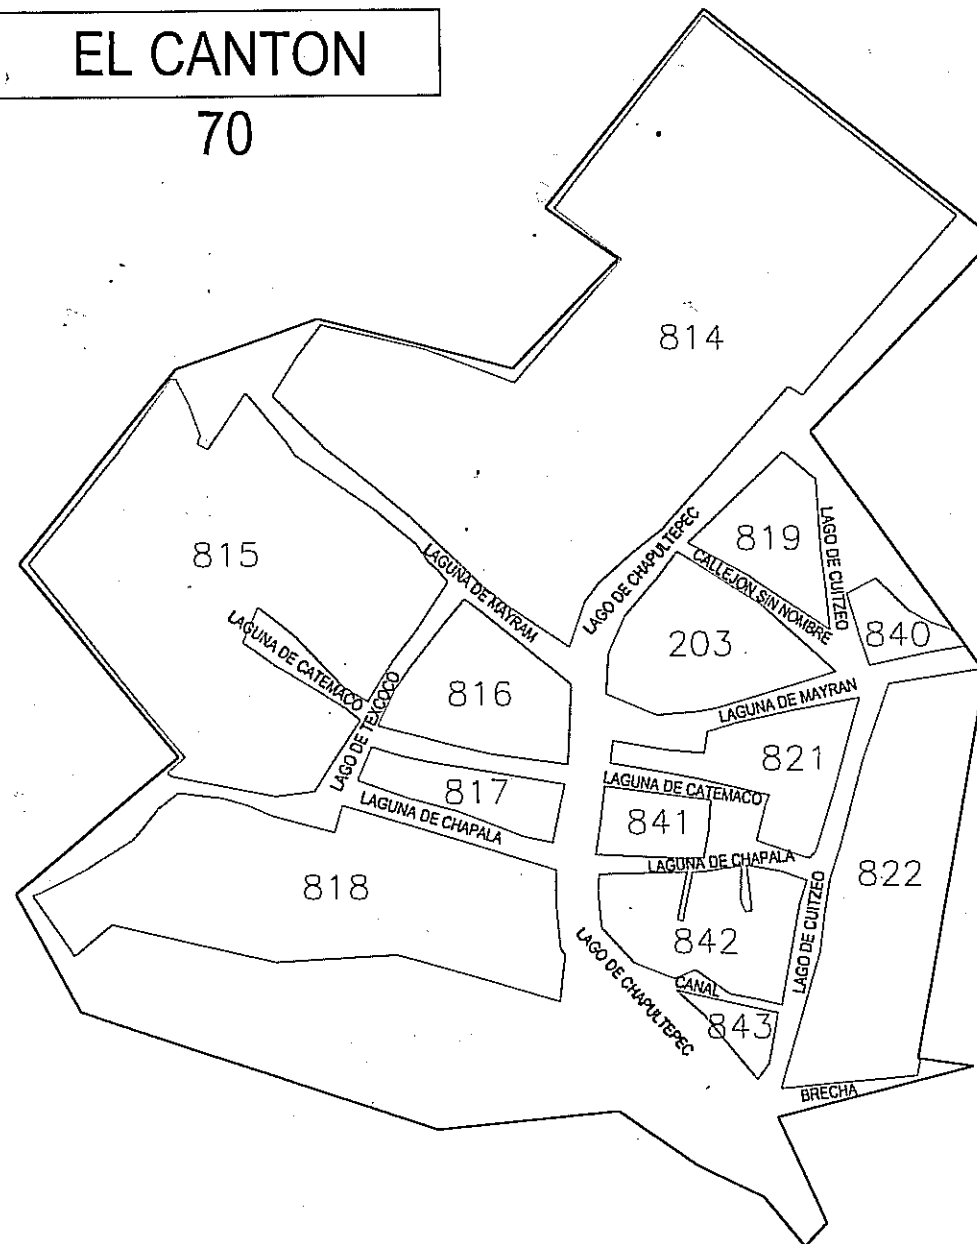 EL CANTON
70
814
LAGO DE CHAPULTEPEC
819
LAGO DE CUITZEO
815
LAGUNA DE MAYRAM
CALLEJON SIN NOMBRE
203
840
LAGUNA DE CATEMACO
816
LAGO DE TEXCOCO
LAGUNA DE MAYRAN
821
817
LAGUNA DE CATEMACO
LAGUNA DE CHAPALA
841
LAGUNA DE CHAPALA
822
818
842
LAGO DE CUITZEO
LAGO DE CHAPULTEPEC
CANAL
843
BRECHA